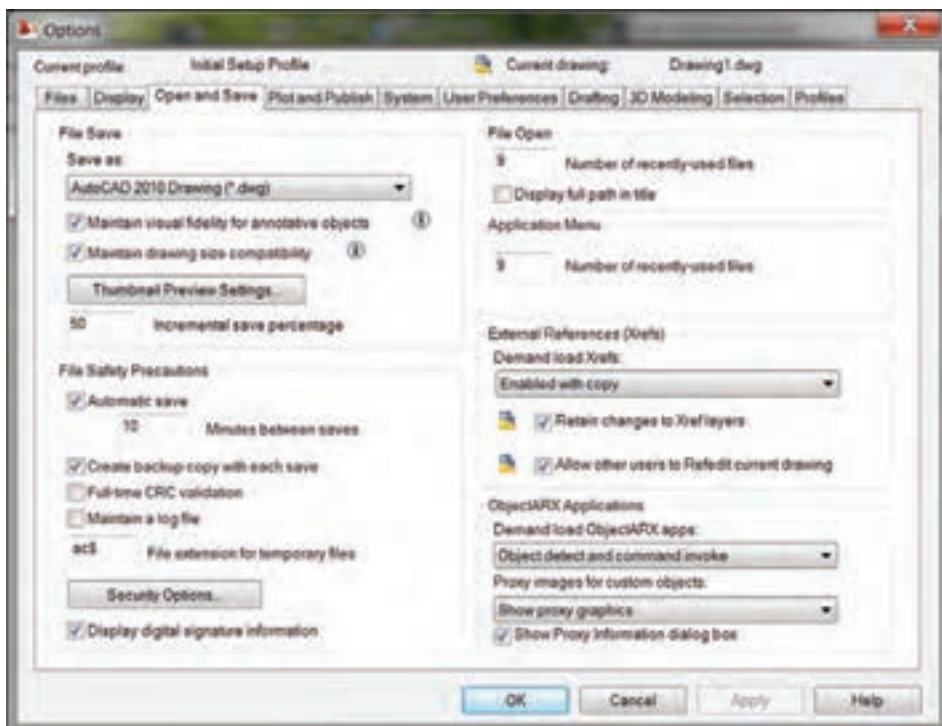 Options
Current profile: Initial Setup Profile Current drawing: Drawing1.dwg
Files Display Open and Save Plot and Publish System User Preferences Drafting 3D Modeling Selection Profiles
File Save
Save as:
AutoCAD 2010 Drawing (*.dwg)
Maintain visual fidelity for annotative objects
Maintain drawing size compatibility
Thumbnail Preview Settings...
50 Incremental save percentage
File Safety Precautions
Automatic save
10 Minutes between saves
Create backup copy with each save
Full-time CRC validation
Maintain a log file
ac$ File extension for temporary files
Security Options...
Display digital signature information
File Open
9 Number of recently-used files
Display full path in title
Application Menu
9 Number of recently-used files
External References (Xrefs)
Demand load Xrefs:
Enabled with copy
Retain changes to Xref layers
Allow other users to Refedit current drawing
ObjectARX Applications
Demand load ObjectARX apps:
Object detect and command invoke
Proxy images for custom objects:
Show proxy graphics
Show Proxy Information dialog box
OK Cancel Apply Help